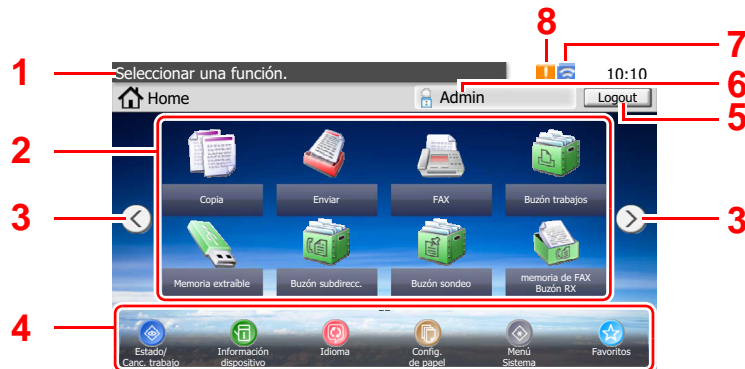 8
7
1
Seleccionar una función.
10:10
6
Home
Admin
Logout
5
2
Copia
Enviar
FAX
Buzón trabajos
3
3
Memoria extraíble
Buzón subdirecc.
Buzón sondeo
memoria de FAX
Buzón RX
4
Estado/
Canc. trabajo
Información
dispositivo
Idioma
Config.
de papel
Menú
Sistema
Favoritos